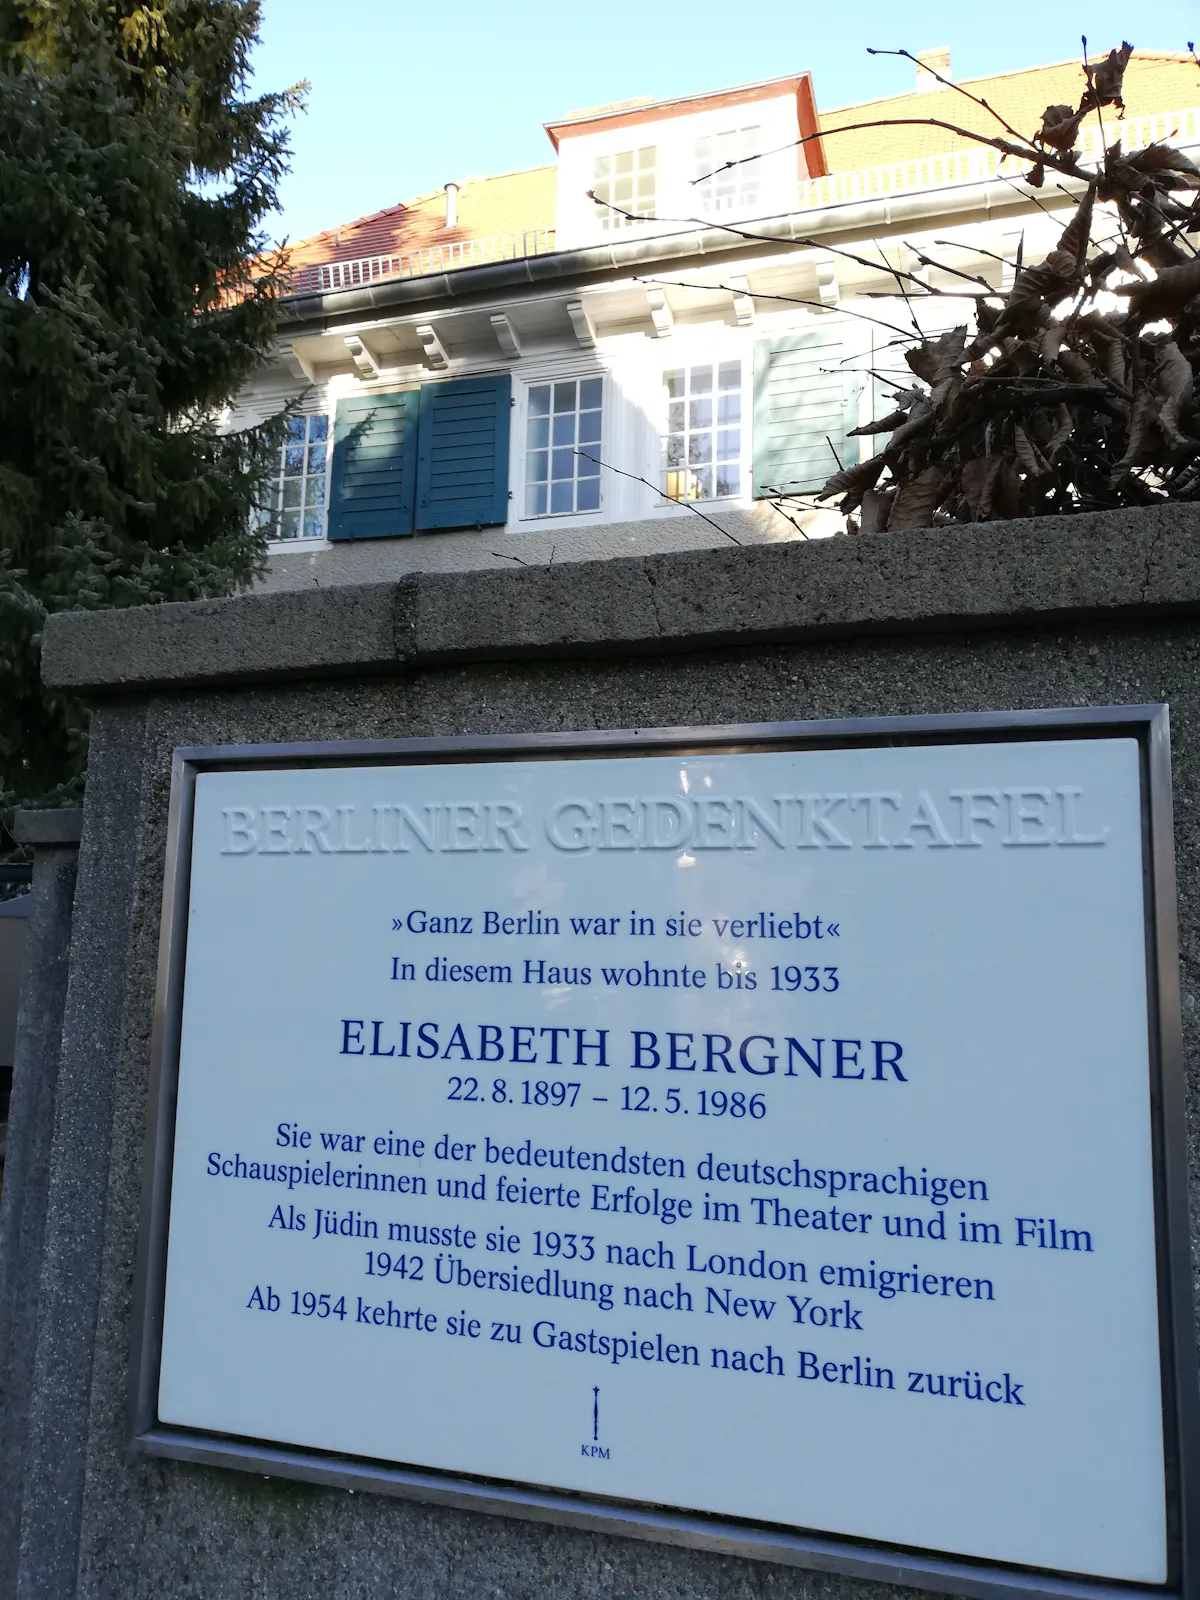 BERLINER GEDENKTAFEL
»Ganz Berlin war in sie verliebt«
In diesem Haus wohnte bis 1933
ELISABETH BERGNER
22. 8. 1897 – 12. 5. 1986
Sie war eine der bedeutendsten deutschsprachigen
Schauspielerinnen und feierte Erfolge im Theater und im Film
Als Jüdin musste sie 1933 nach London emigrieren
1942 Übersiedlung nach New York
Ab 1954 kehrte sie zu Gastspielen nach Berlin zurück
KPM